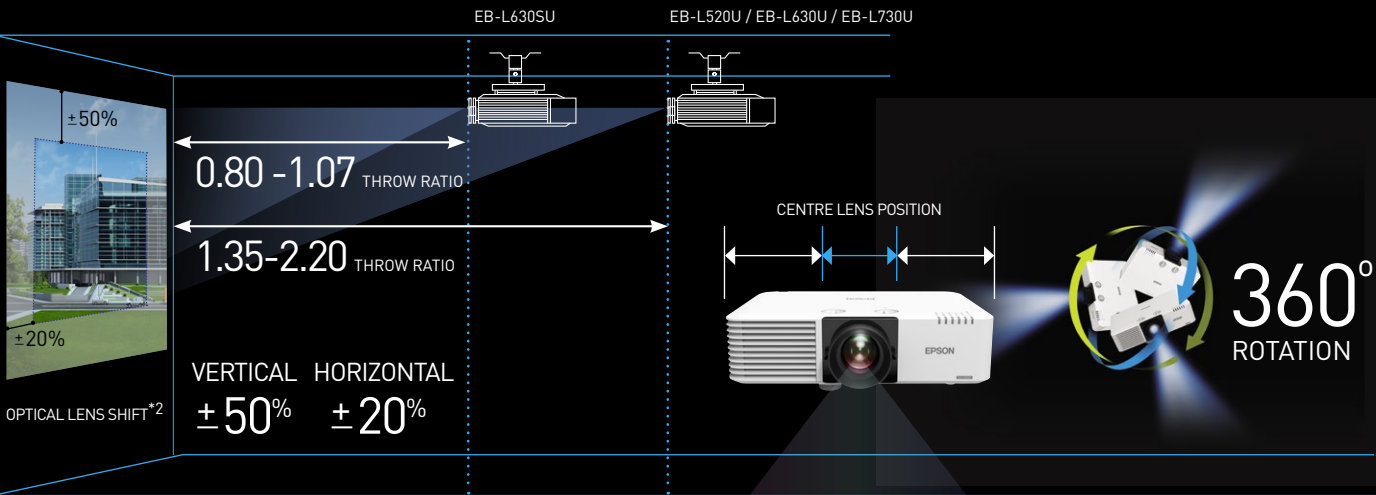 EB-L630SU
EB-L520U / EB-L630U / EB-L730U
±50%
0.80 -1.07 THROW RATIO
1.35-2.20 THROW RATIO
±20%
OPTICAL LENS SHIFT*2
VERTICAL HORIZONTAL
±50% ±20%
CENTRE LENS POSITION
EPSON
EPSON
360°
ROTATION